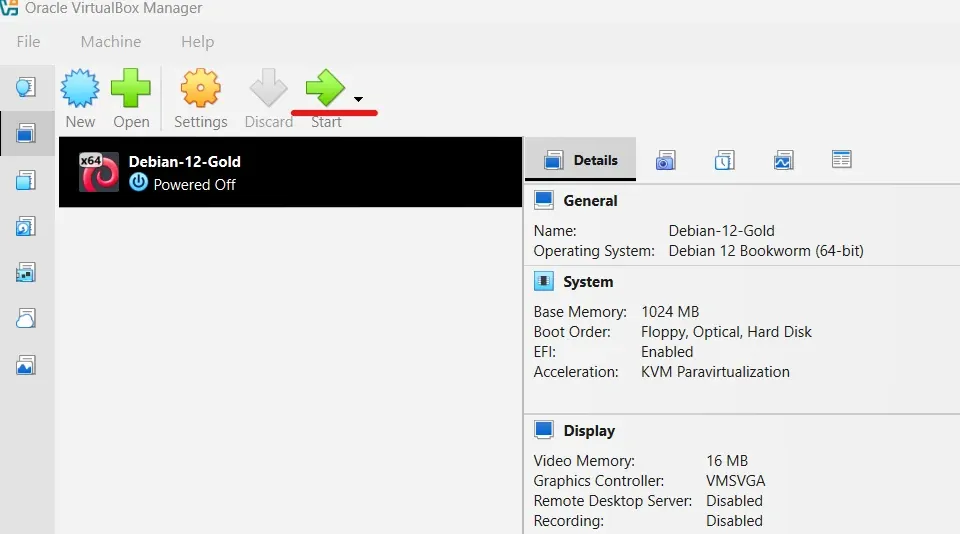 Oracle VirtualBox Manager
File Machine Help
New Open Settings Discard Start
x64 Debian-12-Gold
Powered Off
Details
General
Name: Debian-12-Gold
Operating System: Debian 12 Bookworm (64-bit)
System
Base Memory: 1024 MB
Boot Order: Floppy, Optical, Hard Disk
EFI: Enabled
Acceleration: KVM Paravirtualization
Display
Video Memory: 16 MB
Graphics Controller: VMSVGA
Remote Desktop Server: Disabled
Recording: Disabled